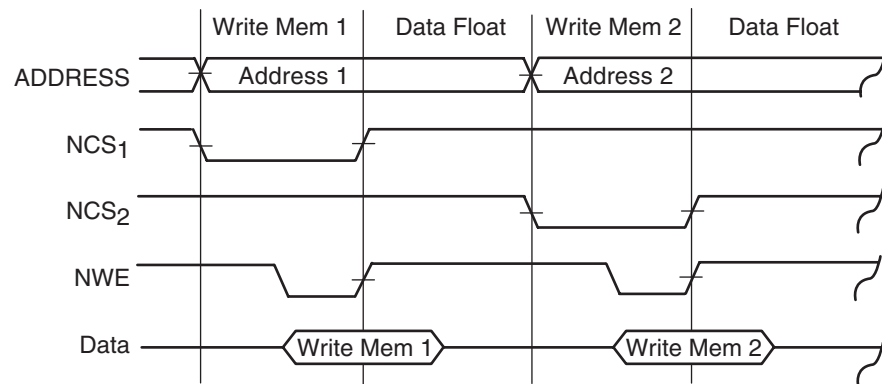 Write Mem 1 Data Float Write Mem 2 Data Float
ADDRESS Address 1 Address 2
NCS1
NCS2
NWE
Data Write Mem 1 Write Mem 2